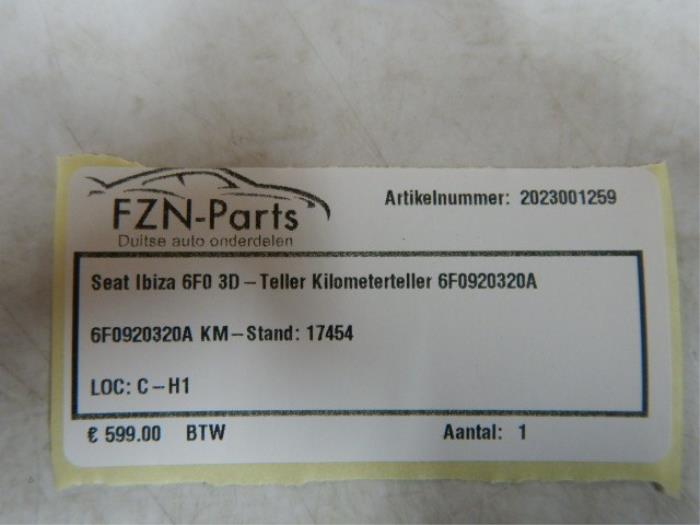 FZN-Parts
Duitse auto onderdelen
Artikelnummer: 2023001259
Seat Ibiza 6F0 3D – Teller Kilometerteller 6F0920320A
6F0920320A KM – Stand: 17454
LOC: C – H1
€ 599.00 BTW Aantal: 1